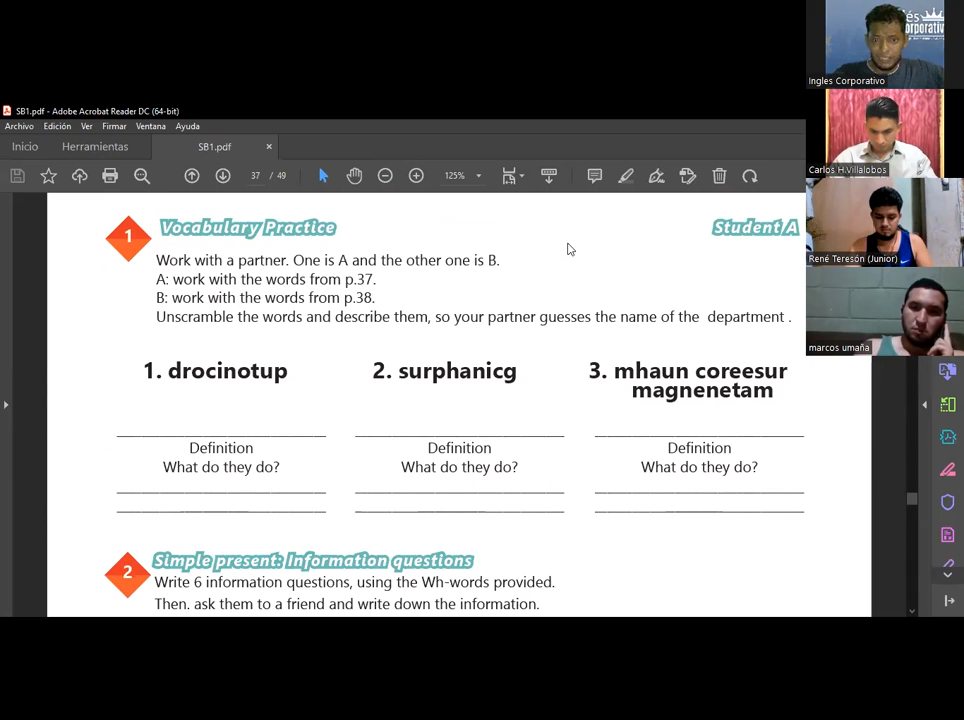 SB1.pdf - Adobe Acrobat Reader DC (64-bit)
Archivo Edición Ver Firmar Ventana Ayuda
Inicio Herramientas SB1.pdf ×
37 / 49 125%
1 Vocabulary Practice Student A
Work with a partner. One is A and the other one is B.
A: work with the words from p.37.
B: work with the words from p.38.
Unscramble the words and describe them, so your partner guesses the name of the department .
1. drocinotup 2. surphanicg 3. mhaun coreesur
magnenetam
Definition Definition Definition
What do they do? What do they do? What do they do?
2 Simple present: Information questions
Write 6 information questions, using the Wh-words provided.
Then. ask them to a friend and write down the information.
Ingles Corporativo
Carlos H.Villalobos
René Teresón (Junior)
marcos umaña